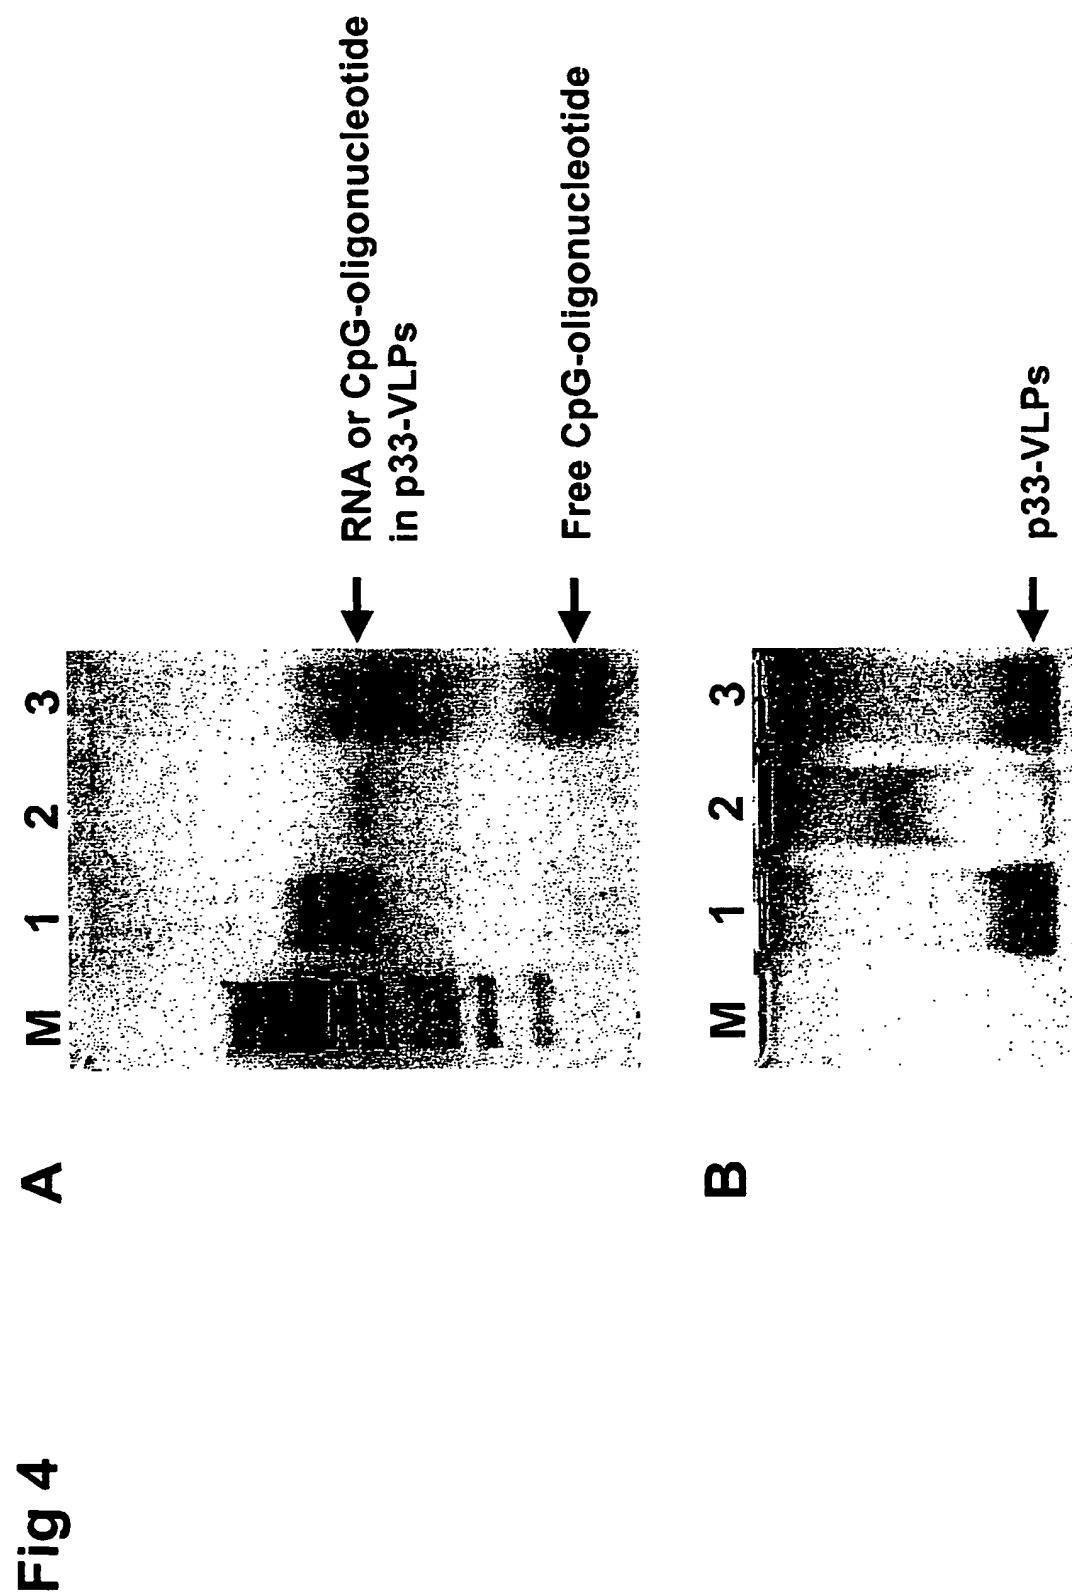 Fig 4
A
M 1 2 3
RNA or CpG-oligonucleotide
in p33-VLPs
Free CpG-oligonucleotide
B
M 1 2 3
p33-VLPs